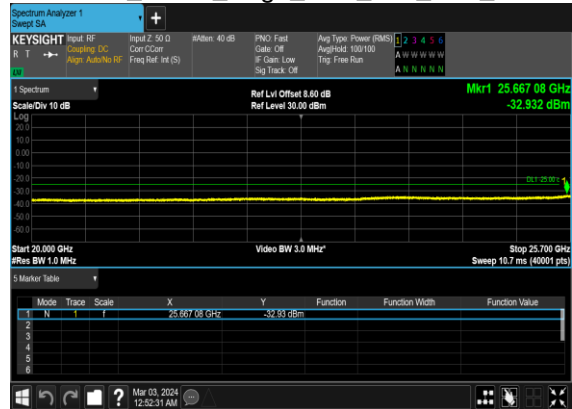 Spectrum Analyzer 1
Swept SA
KEYSIGHT Input: RF Input Z: 50 Ω #Atten: 40 dB PNO: Fast Avg Type: Power (RMS) 1 2 3 4 5 6
R T Coupling: DC Corr CCorr Gate: Off Avg|Hold: 100/100 A W W W W W
Align: Auto/No RF Freq Ref: Int (S) IF Gain: Low Trig: Free Run
Sig Track: Off A N N N N N
LXI
1 Spectrum Ref Lvl Offset 8.60 dB Mkr1 25.667 08 GHz
Scale/Div 10 dB Ref Level 30.00 dBm -32.932 dBm
Log
20.0
10.0
0.00
-10.0
-20.0
DL1 -25.00
-30.0
-40.0
-50.0
-60.0
Start 20.000 GHz Video BW 3.0 MHz* Stop 25.700 GHz
#Res BW 1.0 MHz Sweep 10.7 ms (40001 pts)
5 Marker Table
Mode Trace Scale X Y Function Function Width Function Value
1 N 1 f 25.667 08 GHz -32.93 dBm
2
3
4
5
6
? Mar 03, 2024
12:52:31 AM